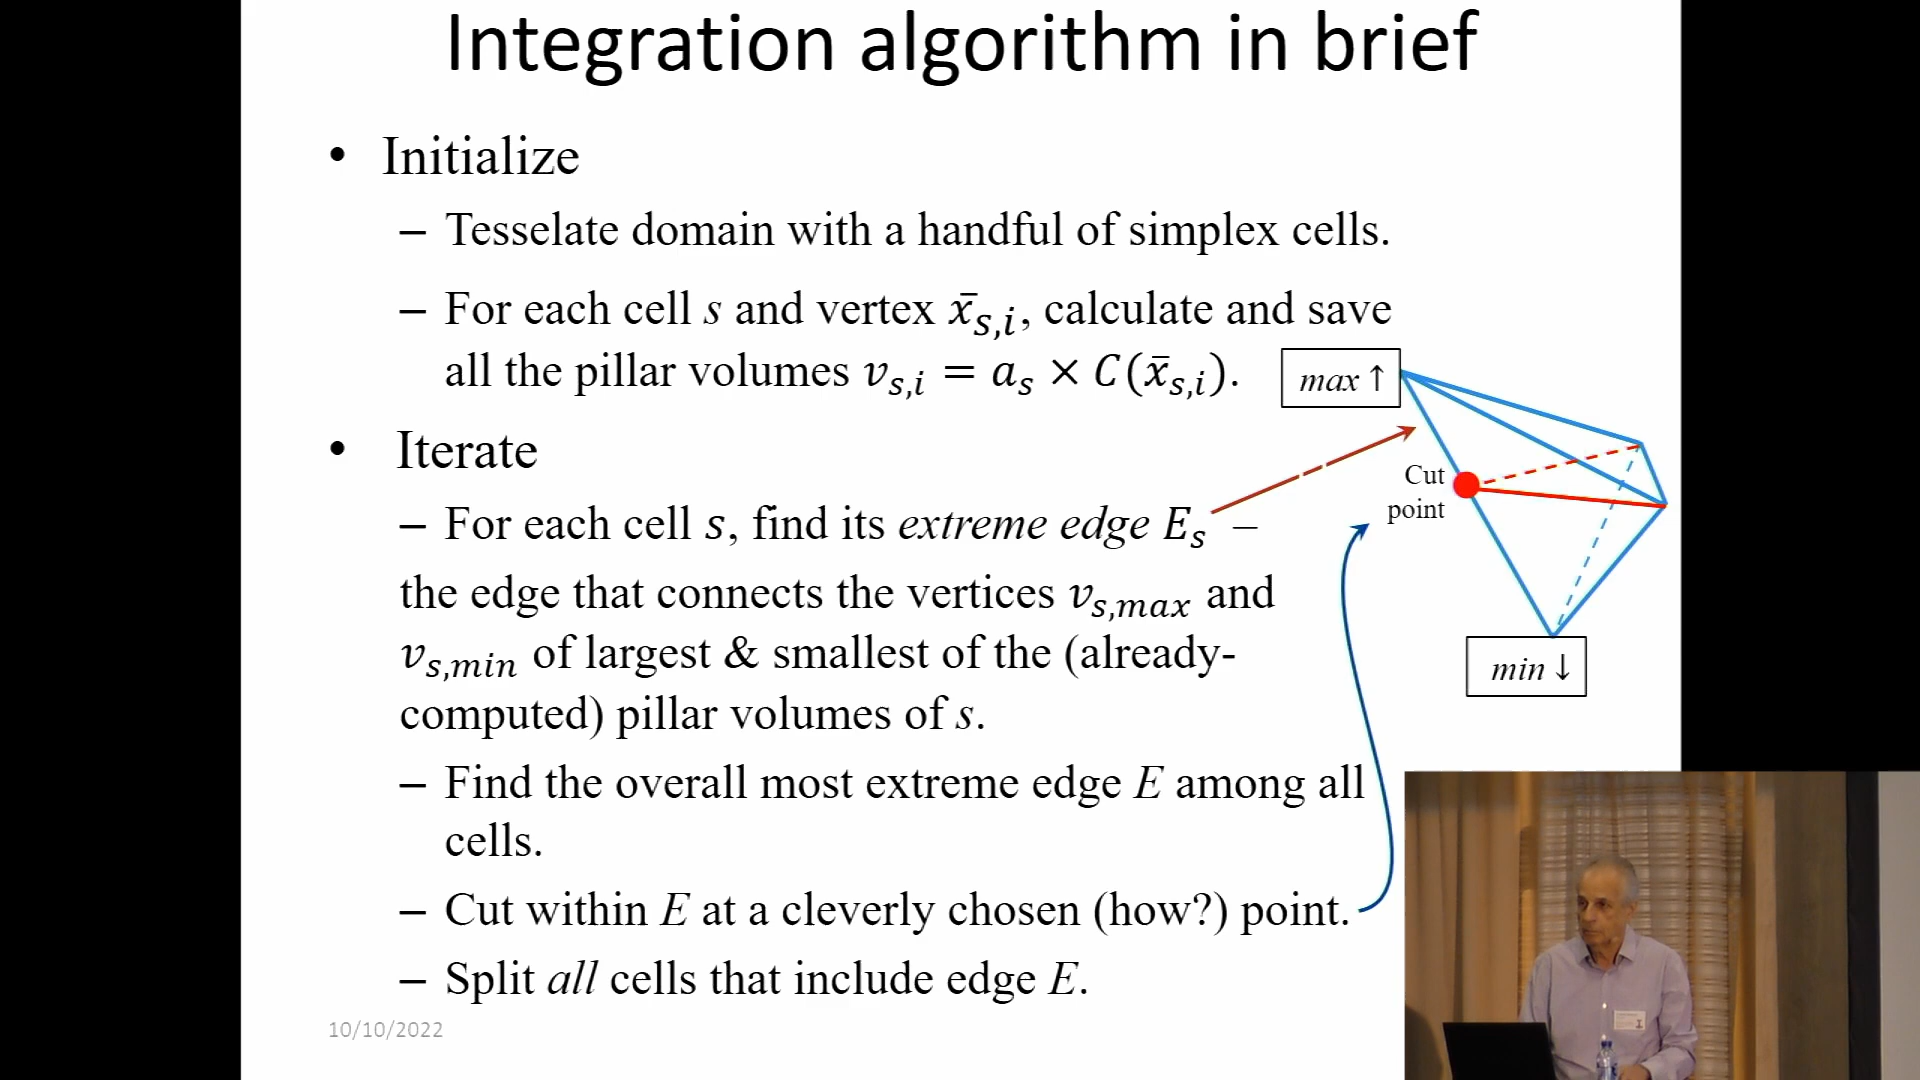 Integration algorithm in brief
• Initialize
– Tesselate domain with a handful of simplex cells.
– For each cell s and vertex x̄ₛ,ᵢ, calculate and save
all the pillar volumes vₛ,ᵢ = aₛ × C(x̄ₛ,ᵢ).
max ↑
• Iterate
Cut
point
– For each cell s, find its extreme edge Eₛ –
the edge that connects the vertices v_{s,max} and
v_{s,min} of largest & smallest of the (already-
computed) pillar volumes of s.
min ↓
– Find the overall most extreme edge E among all
cells.
– Cut within E at a cleverly chosen (how?) point.
– Split all cells that include edge E.
10/10/2022